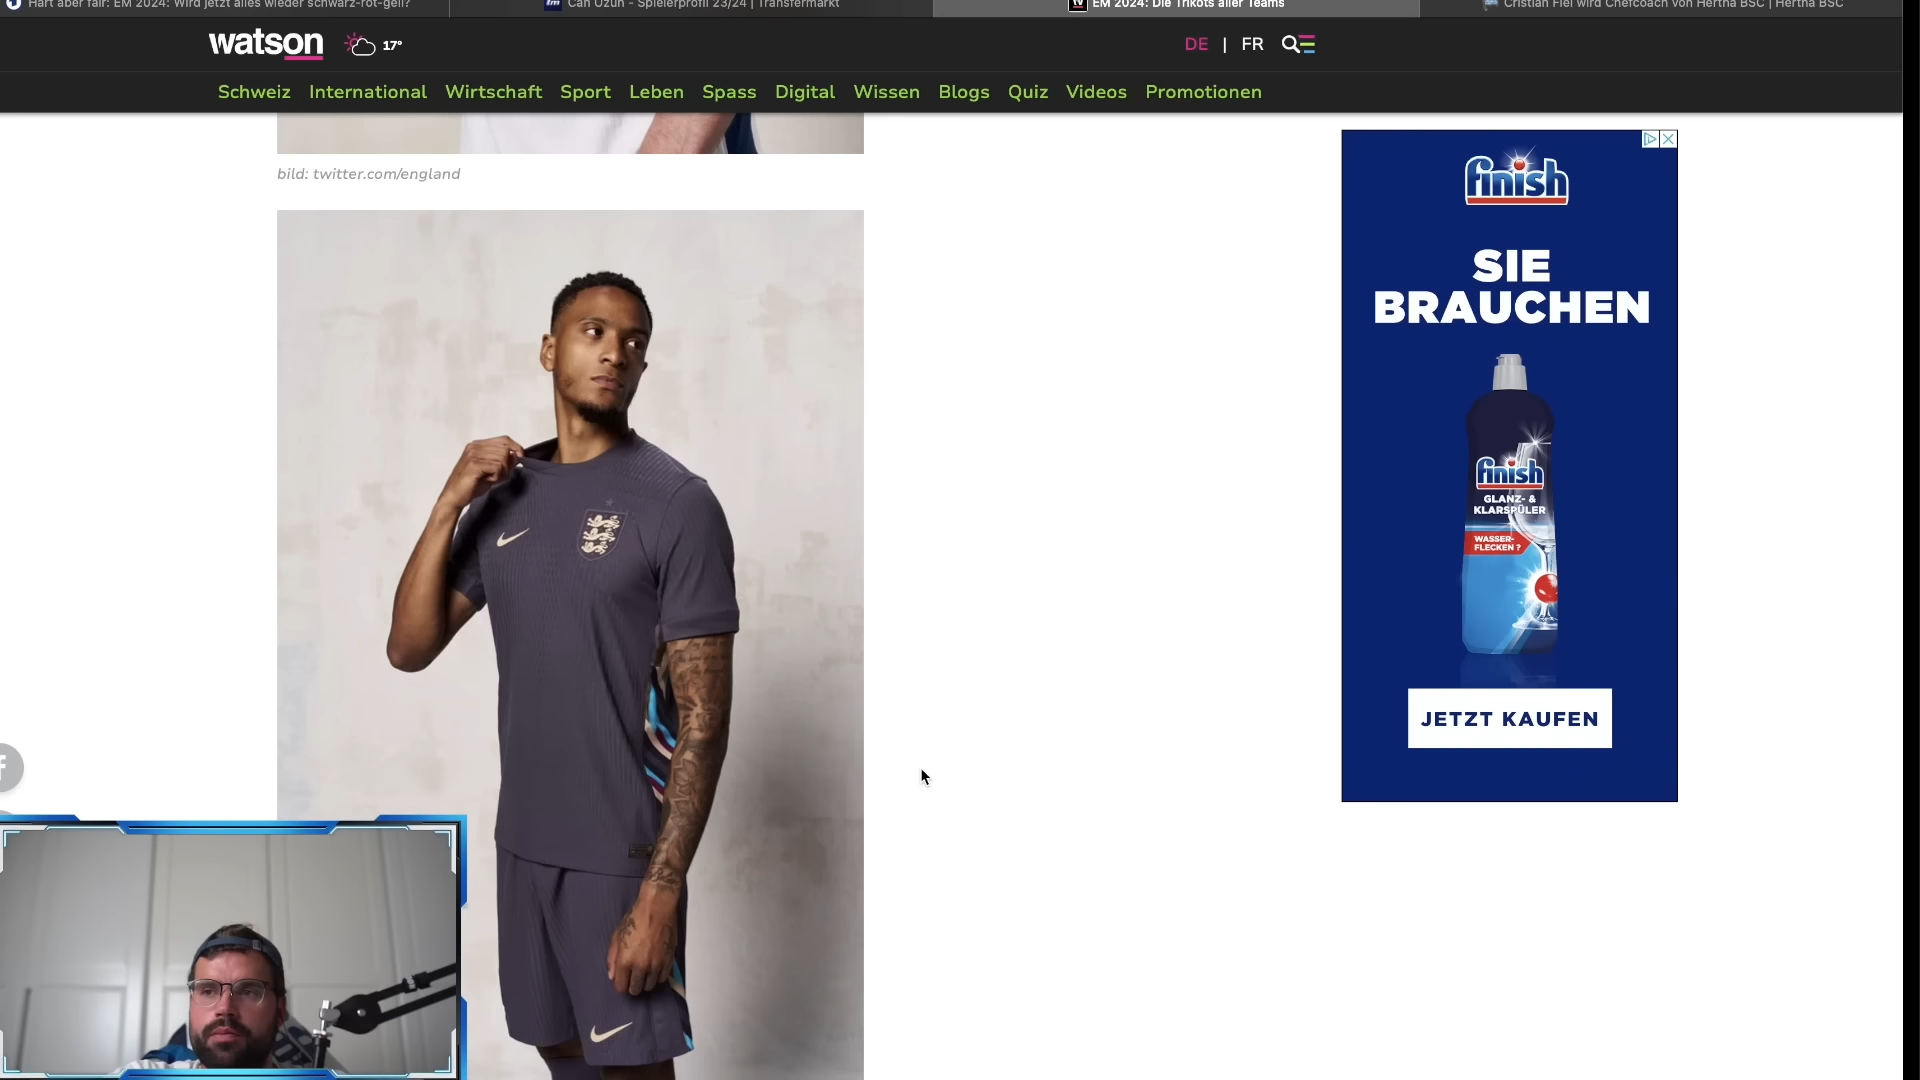 Hart aber fair: EM 2024: Wird jetzt alles wieder schwarz-rot-geil?
Can Uzun - Spielerprofil 23/24 | Transfermarkt
EM 2024: Die Trikots aller Teams
Cristian Fiel wird Chefcoach von Hertha BSC | Hertha BSC
watson
17°
DE | FR
Schweiz International Wirtschaft Sport Leben Spass Digital Wissen Blogs Quiz Videos Promotionen
bild: twitter.com/england
finish
SIE
BRAUCHEN
finish
GLANZ- &
KLARSPÜLER
WASSER-
FLECKEN ?
JETZT KAUFEN